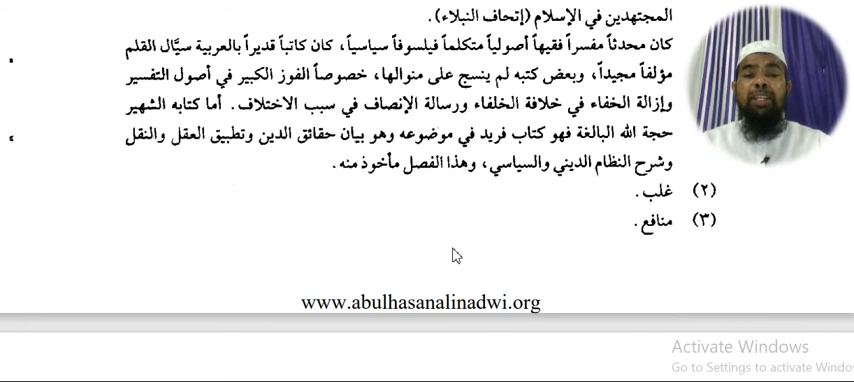 المجتهدين في الإسلام (إتحاف النبلاء).
كان محدثاً مفسراً فقيهاً أصولياً متكلماً فيلسوفاً سياسياً، كان كاتباً قديراً بالعربية سيَّال القلم
مؤلفاً مجيداً، وبعض كتبه لم ينسج على منوالها، خصوصاً الفوز الكبير في أصول التفسير
وإزالة الخفاء في خلافة الخلفاء ورسالة الإنصاف في سبب الاختلاف. أما كتابه الشهير
حجة الله البالغة فهو كتاب فريد في موضوعه وهو بيان حقائق الدين وتطبيق العقل والنقل
وشرح النظام الديني والسياسي، وهذا الفصل مأخوذ منه.
(٢) غلب.
(٣) منافع.
www.abulhasanalinadwi.org
Activate Windows
Go to Settings to activate Windo